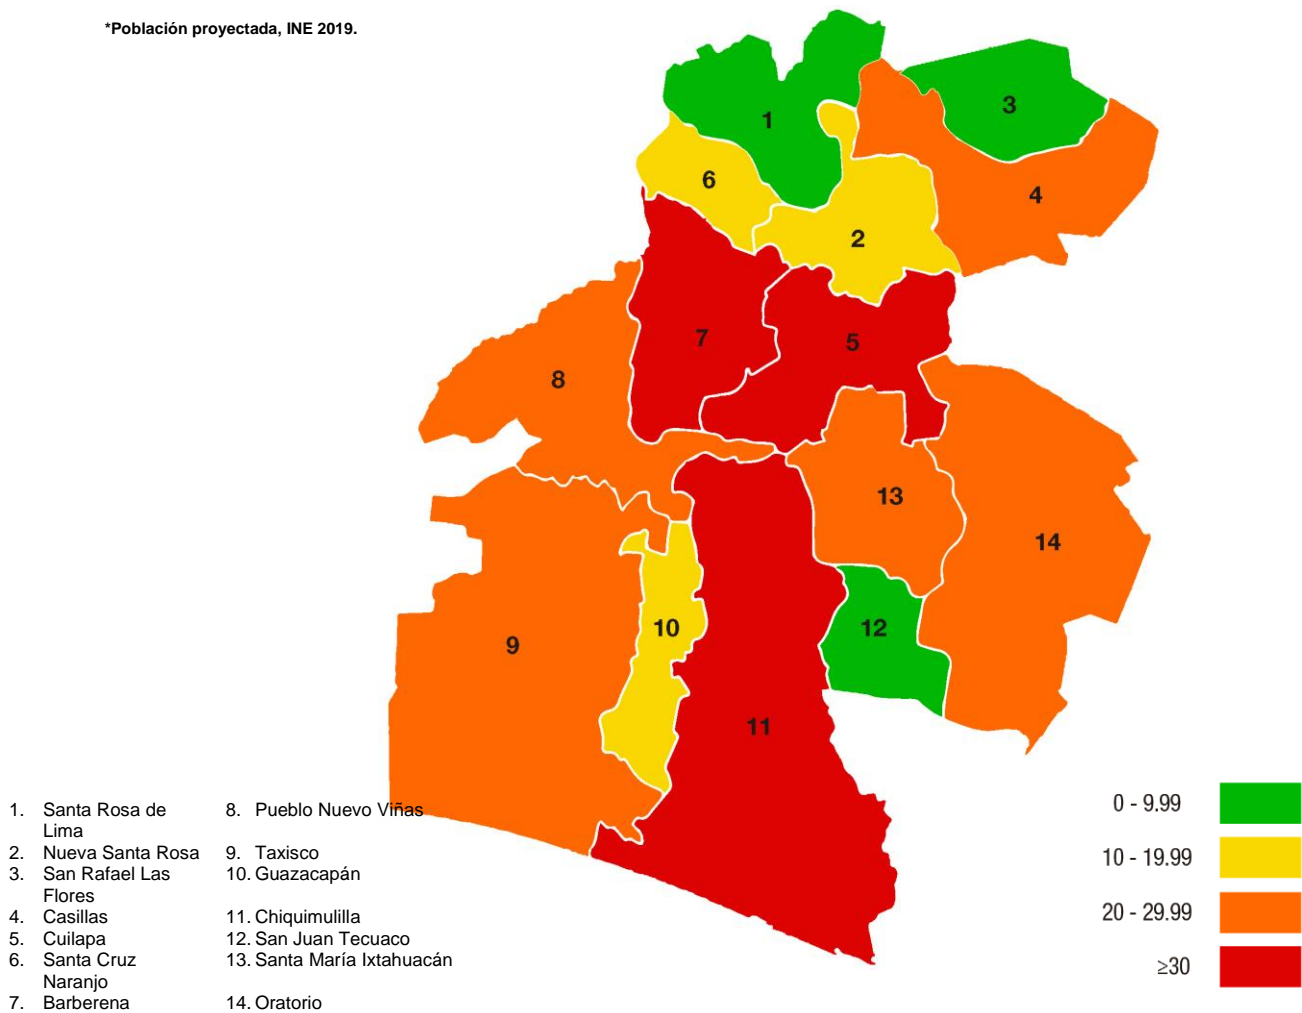 *Población proyectada, INE 2019.
1
3
6
4
2
7
5
8
13
14
10
12
9
11
1. Santa Rosa de
Lima
2. Nueva Santa Rosa
3. San Rafael Las
Flores
4. Casillas
5. Cuilapa
6. Santa Cruz
Naranjo
7. Barberena
8. Pueblo Nuevo Viñas
9. Taxisco
10. Guazacapán
11. Chiquimulilla
12. San Juan Tecuaco
13. Santa María Ixtahuacán
14. Oratorio
0 - 9.99
10 - 19.99
20 - 29.99
≥30